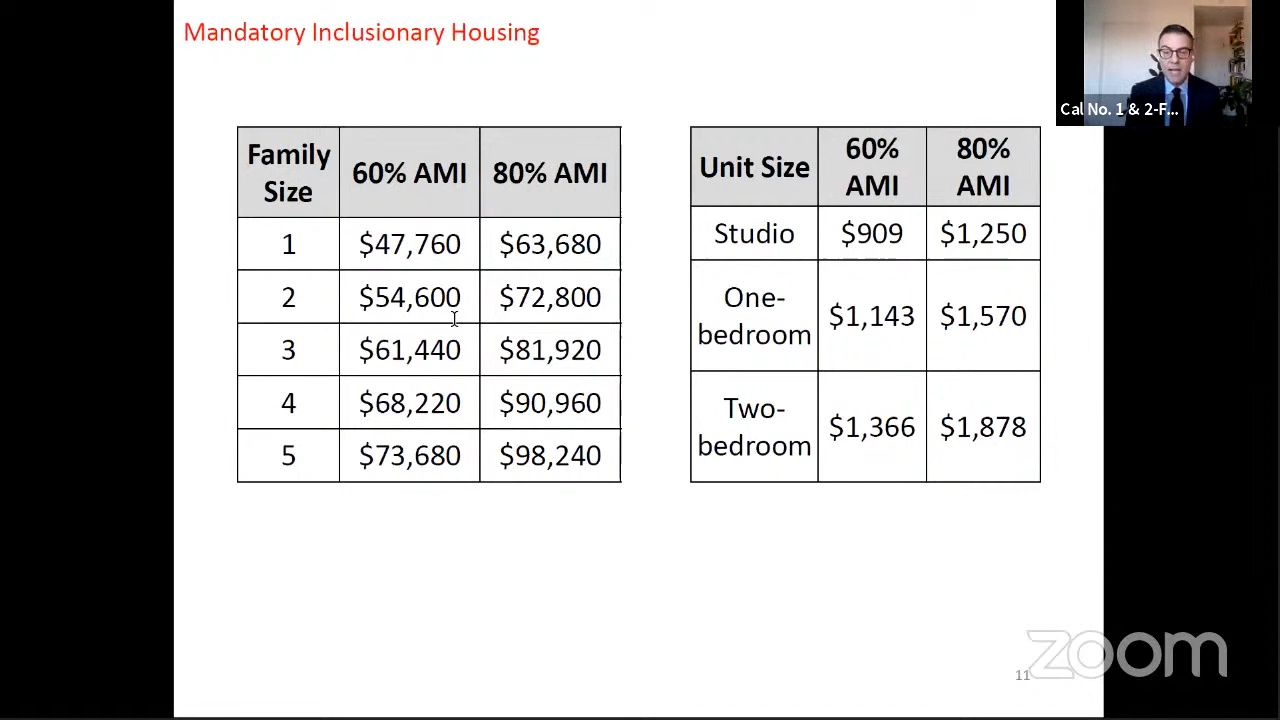 Mandatory Inclusionary Housing
Cal No. 1 & 2-F...
Family
Size
60% AMI
80% AMI
1
$47,760
$63,680
2
$54,600
$72,800
3
$61,440
$81,920
4
$68,220
$90,960
5
$73,680
$98,240
Unit Size
60%
AMI
80%
AMI
Studio
$909
$1,250
One-
bedroom
$1,143
$1,570
Two-
bedroom
$1,366
$1,878
11
zoom